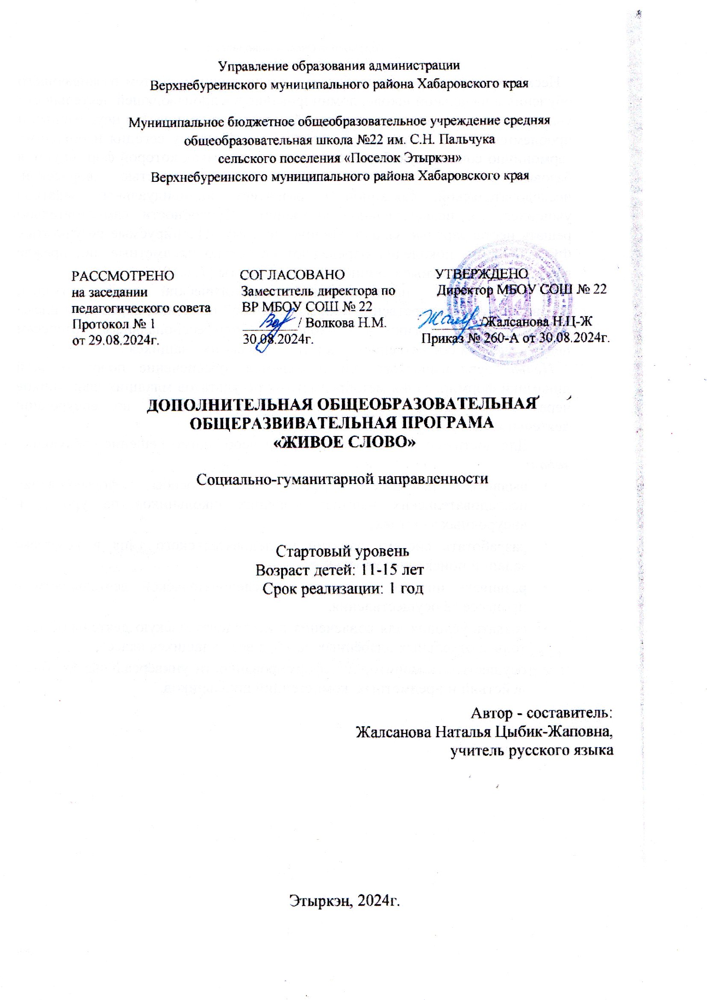 Управление образования администрации
Верхнебуреинского муниципального района Хабаровского края
Муниципальное бюджетное общеобразовательное учреждение средняя
общеобразовательная школа №22 им. С.Н. Пальчука
сельского поселения «Поселок Этыркэн»
Верхнебуреинского муниципального района Хабаровского края
РАССМОТРЕНО
на заседании
педагогического совета
Протокол № 1
от 29.08.2024г.
СОГЛАСОВАНО
Заместитель директора по
ВР МБОУ СОШ № 22
/ Волкова Н.М.
30.08.2024г.
УТВЕРЖДЕНО
Директор МБОУ СОШ № 22
/Жалсанова Н.Ц-Ж
Приказ № 260-А от 30.08.2024г.
ДОПОЛНИТЕЛЬНАЯ ОБЩЕОБРАЗОВАТЕЛЬНАЯ
ОБЩЕРАЗВИВАТЕЛЬНАЯ ПРОГРАМА
«ЖИВОЕ СЛОВО»
Социально-гуманитарной направленности
Стартовый уровень
Возраст детей: 11-15 лет
Срок реализации: 1 год
Автор - составитель:
Жалсанова Наталья Цыбик-Жаповна,
учитель русского языка
Этыркэн, 2024г.